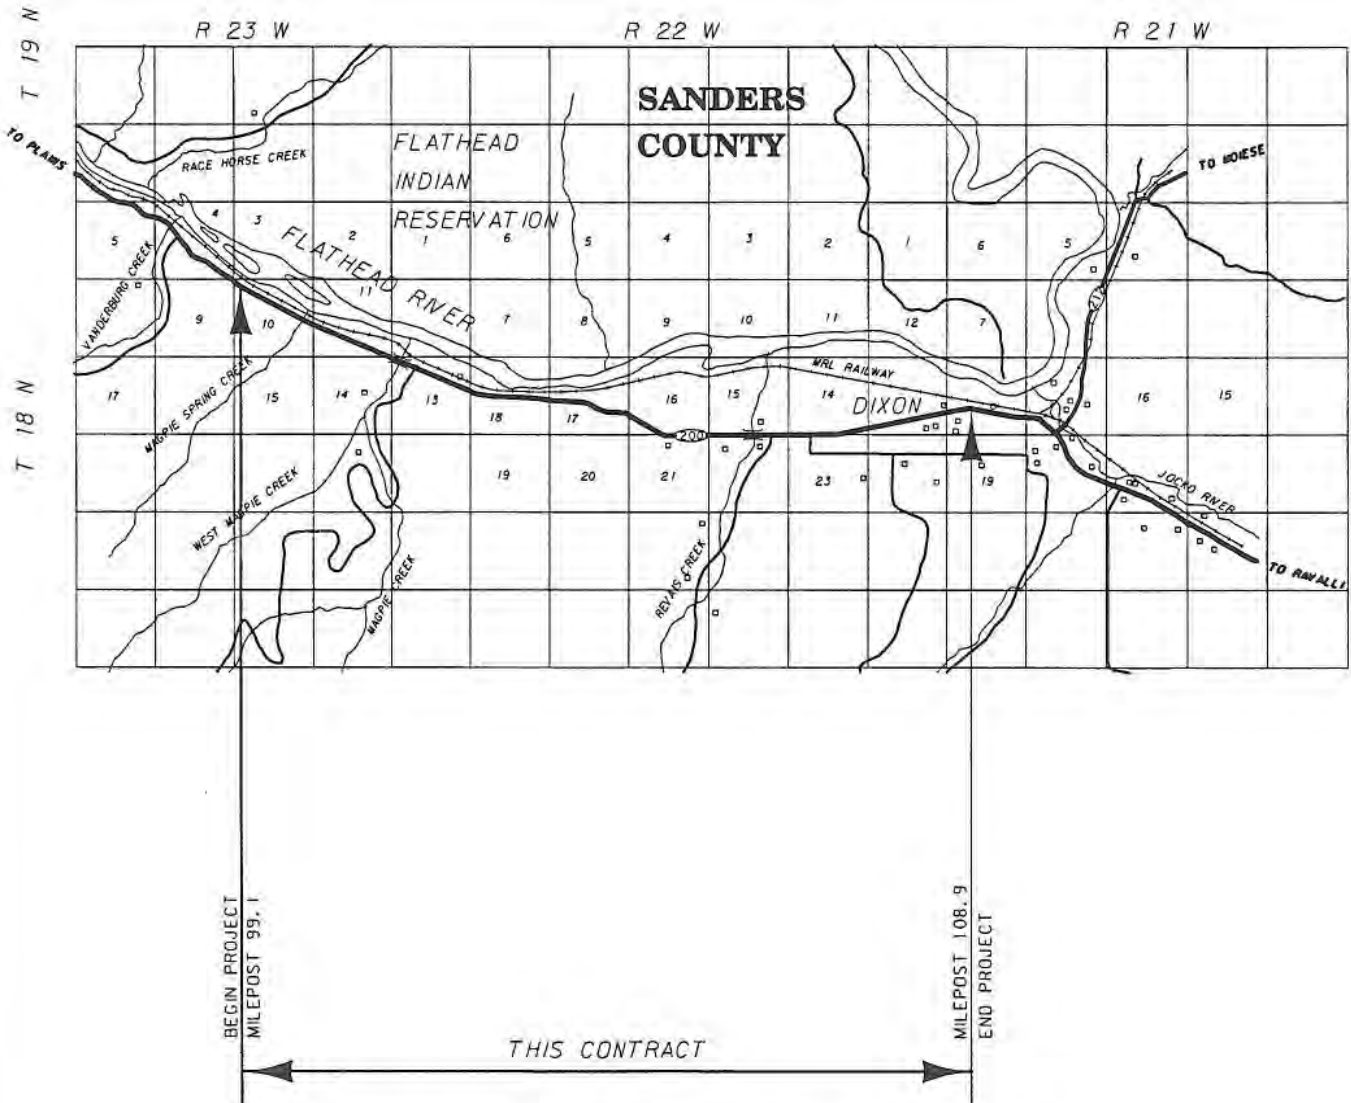 R 23 W
R 22 W
R 21 W
T 19 N
SANDERS
COUNTY
TO PLAINS
FLATHEAD
INDIAN
RESERVATION
RACE HORSE CREEK
TO MOIESE
5
4
3
2
1
6
5
4
3
2
1
6
5
FLATHEAD RIVER
VANDERBURG CREEK
212
9
10
11
7
8
9
10
11
12
7
MRL RAILWAY
T 18 N
17
MAGPIE SPRING CREEK
15
14
13
18
17
16
15
14
DIXON
16
15
200
WEST MAGPIE CREEK
19
20
21
23
19
JOCKO RIVER
MAGPIE CREEK
REVAIS CREEK
TO RAVALLI
BEGIN PROJECT
MILEPOST 99.1
MILEPOST 108.9
END PROJECT
THIS CONTRACT